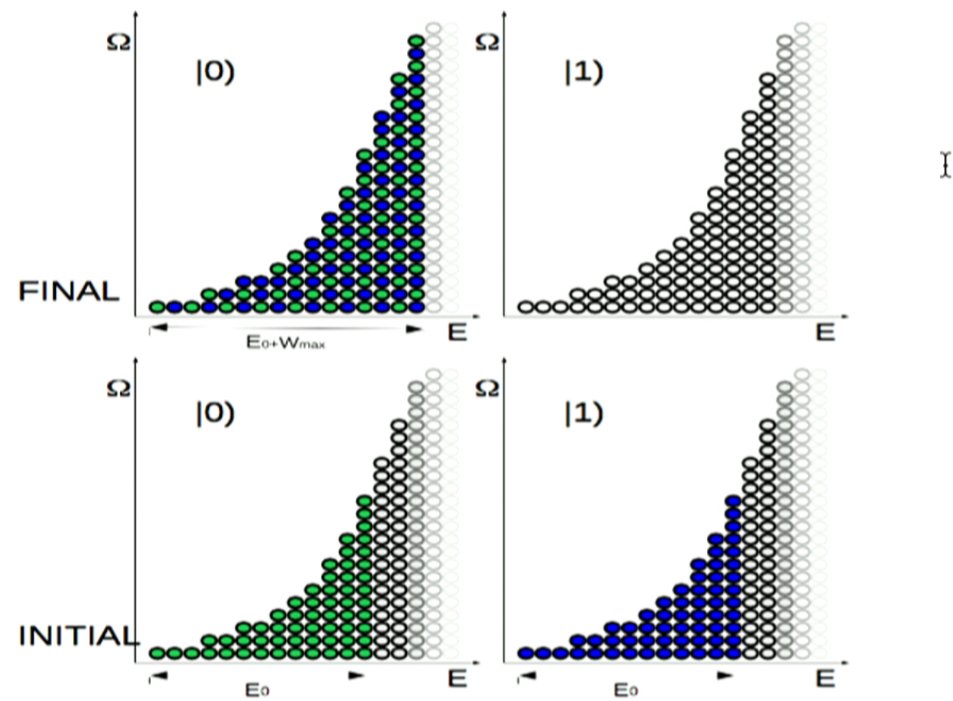 Ω |0) Ω |1)
FINAL
E E
E₀+Wmax
Ω |0) Ω |1)
INITIAL
E E
E₀ E₀